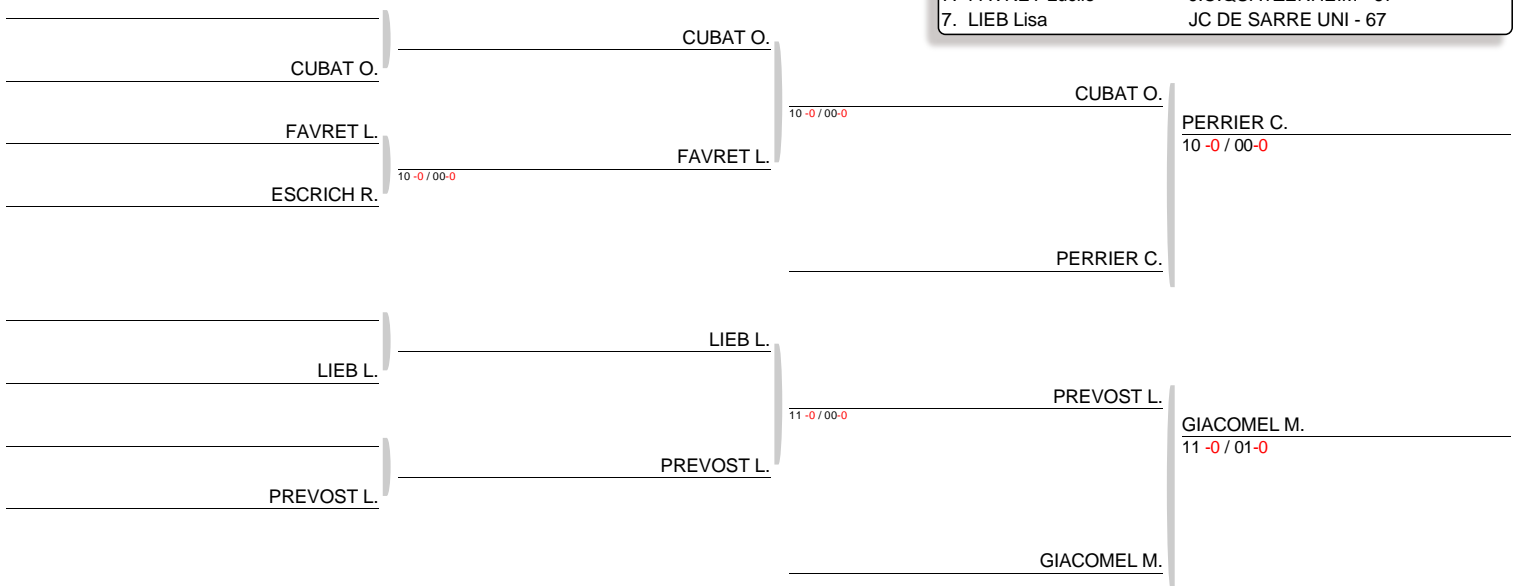 7. LIEB Lisa JC DE SARRE UNI - 67
CUBAT O.
CUBAT O.
FAVRET L.
10 -0 / 00-0
FAVRET L.
ESCRICH R.
CUBAT O.
10 -0 / 00-0
PERRIER C.
PERRIER C.
10 -0 / 00-0
LIEB L.
LIEB L.
PREVOST L.
PREVOST L.
PREVOST L.
11 -0 / 00-0
GIACOMEL M.
GIACOMEL M.
11 -0 / 01-0